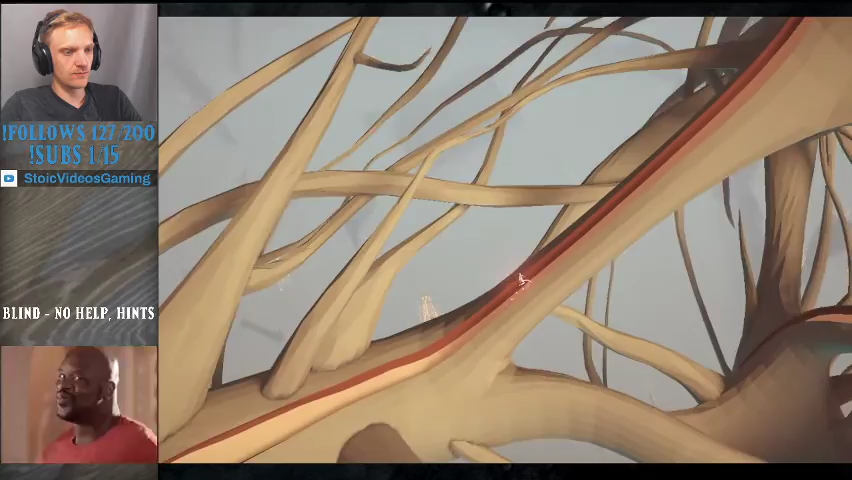 !FOLLOWS 127/200
!SUBS 1/15
StoicVideosGaming
BLIND - NO HELP, HINTS